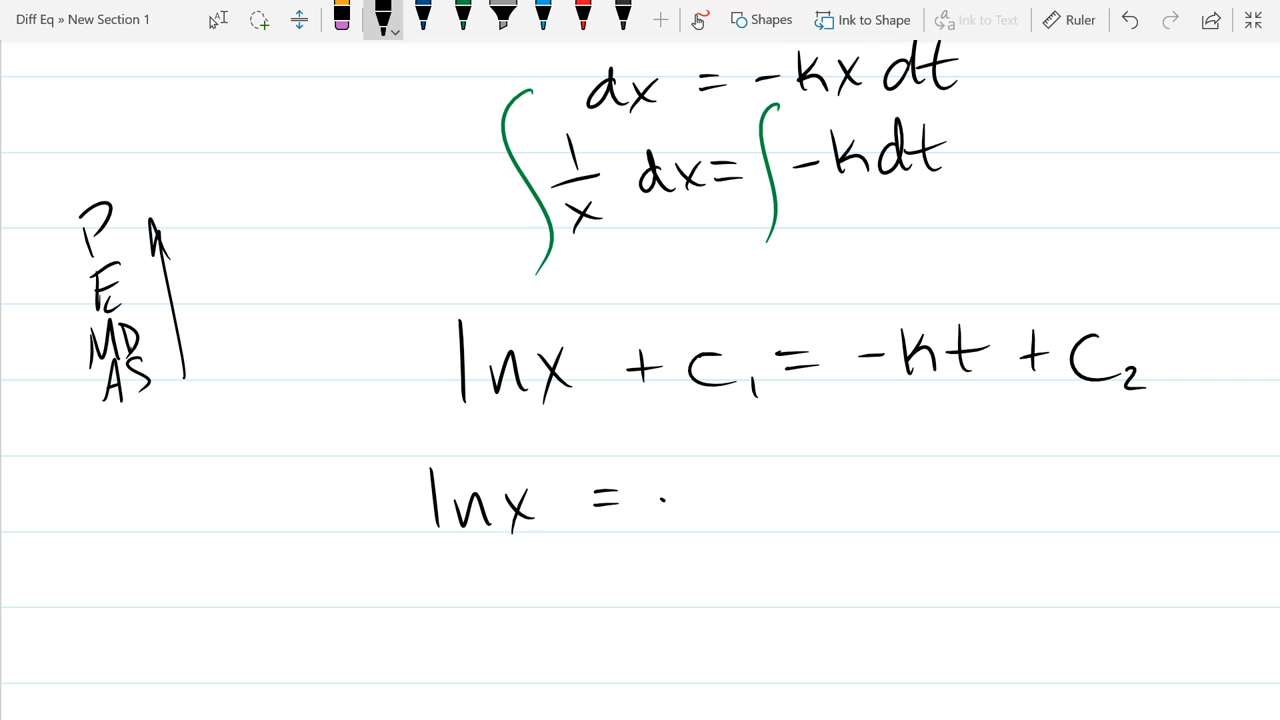 Diff Eq » New Section 1
Shapes
Ink to Shape
Ink to Text
Ruler
dx = -kx dt
∫ 1/x dx = ∫ -k dt
P
E
MD
AS
ln x + C₁ = -kt + C₂
ln x = .